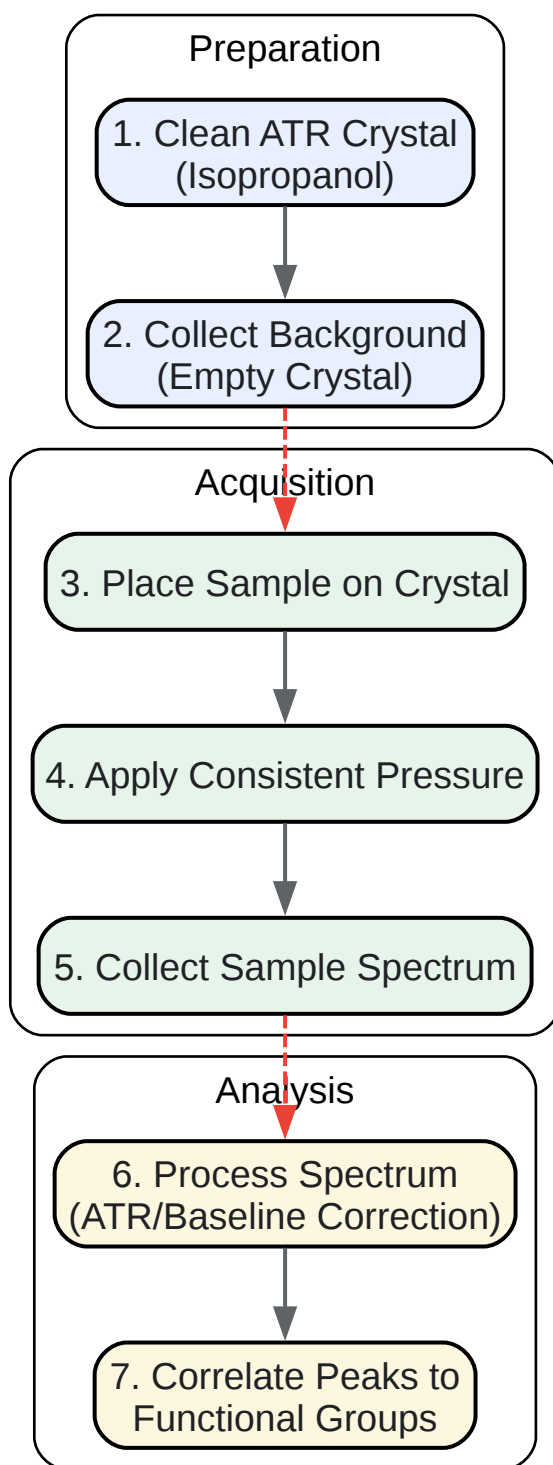 Preparation
1. Clean ATR Crystal
(Isopropanol)
2. Collect Background
(Empty Crystal)
Acquisition
3. Place Sample on Crystal
4. Apply Consistent Pressure
5. Collect Sample Spectrum
Analysis
6. Process Spectrum
(ATR/Baseline Correction)
7. Correlate Peaks to
Functional Groups